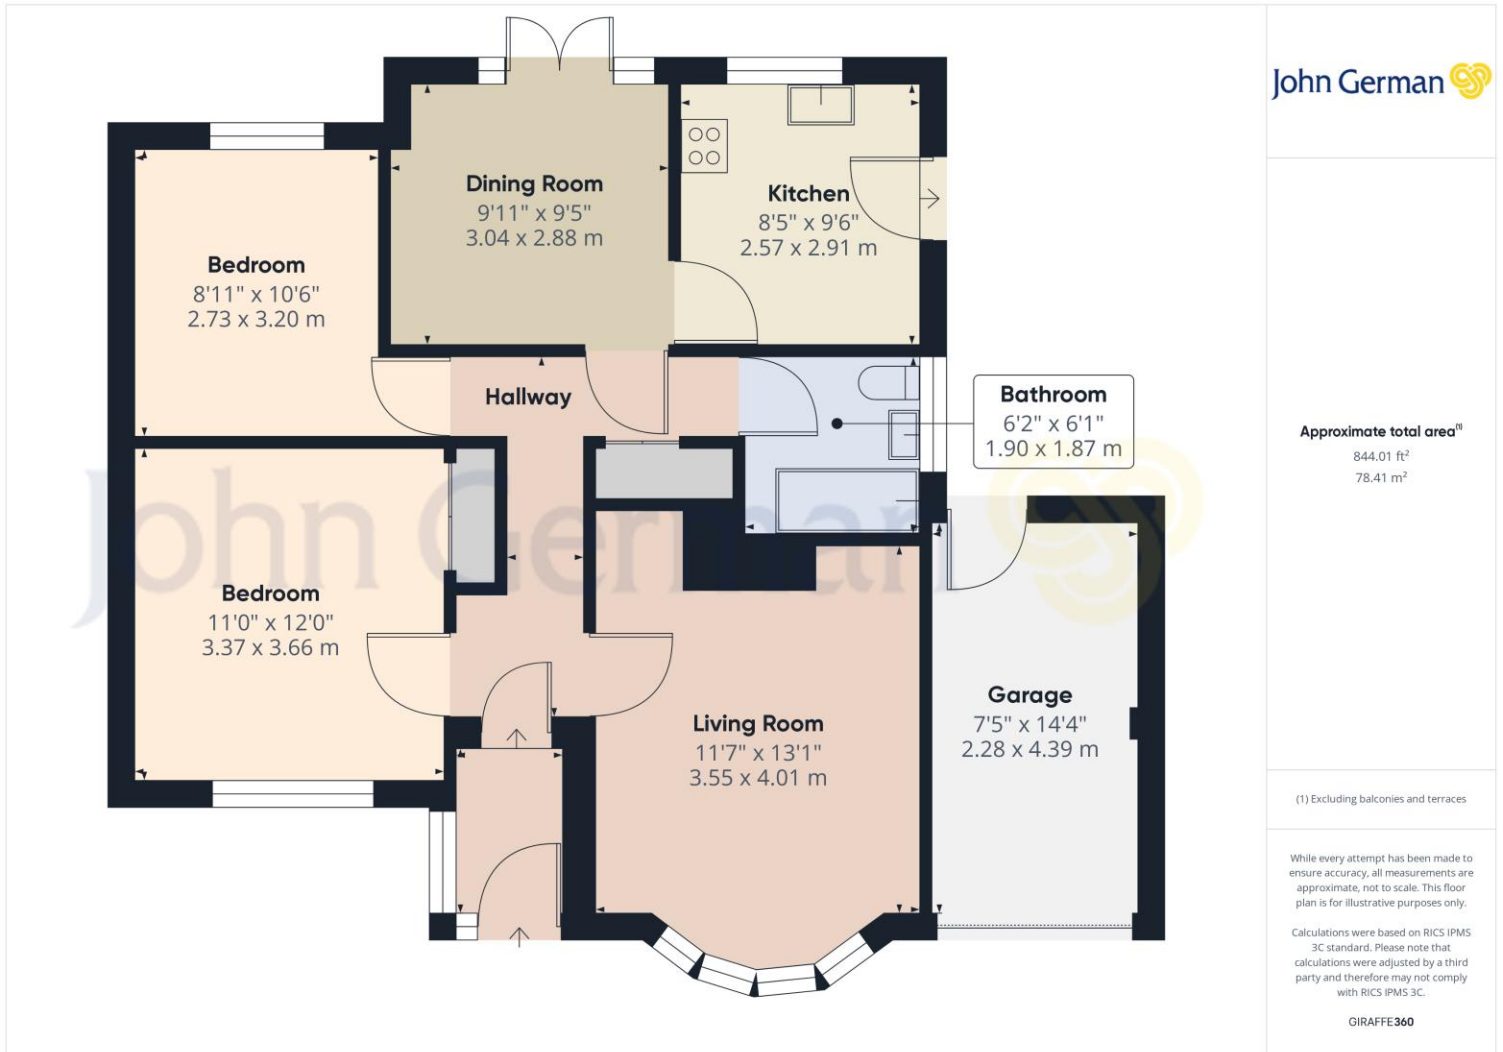 John German
Dining Room
9'11" x 9'5"
3.04 x 2.88 m
Kitchen
8'5" x 9'6"
2.57 x 2.91 m
Bedroom
8'11" x 10'6"
2.73 x 3.20 m
Hallway
Bathroom
6'2" x 6'1"
1.90 x 1.87 m
Bedroom
11'0" x 12'0"
3.37 x 3.66 m
Living Room
11'7" x 13'1"
3.55 x 4.01 m
Garage
7'5" x 14'4"
2.28 x 4.39 m
John German
Approximate total area(1)
844.01 ft²
78.41 m²
(1) Excluding balconies and terraces
While every attempt has been made to
ensure accuracy, all measurements are
approximate, not to scale. This floor
plan is for illustrative purposes only.
Calculations were based on RICS IPMS
3C standard. Please note that
calculations were adjusted by a third
party and therefore may not comply
with RICS IPMS 3C.
GIRAFFE360